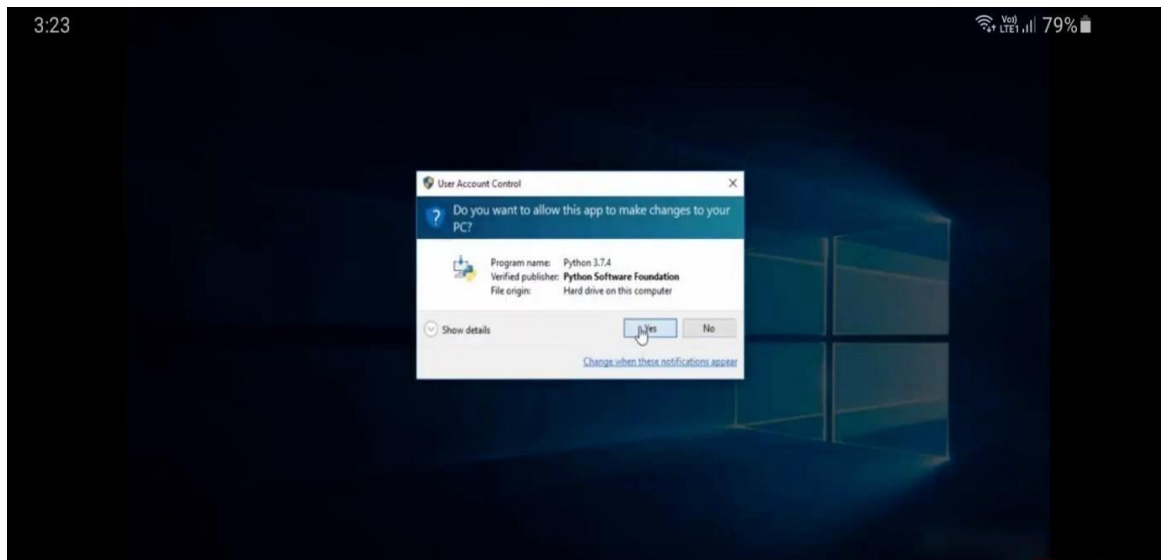 3:23
Vo)) LTE1 79%
User Account Control
Do you want to allow this app to make changes to your
PC?
Program name: Python 3.7.4
Verified publisher: Python Software Foundation
File origin: Hard drive on this computer
Show details
Yes
No
Change when these notifications appear